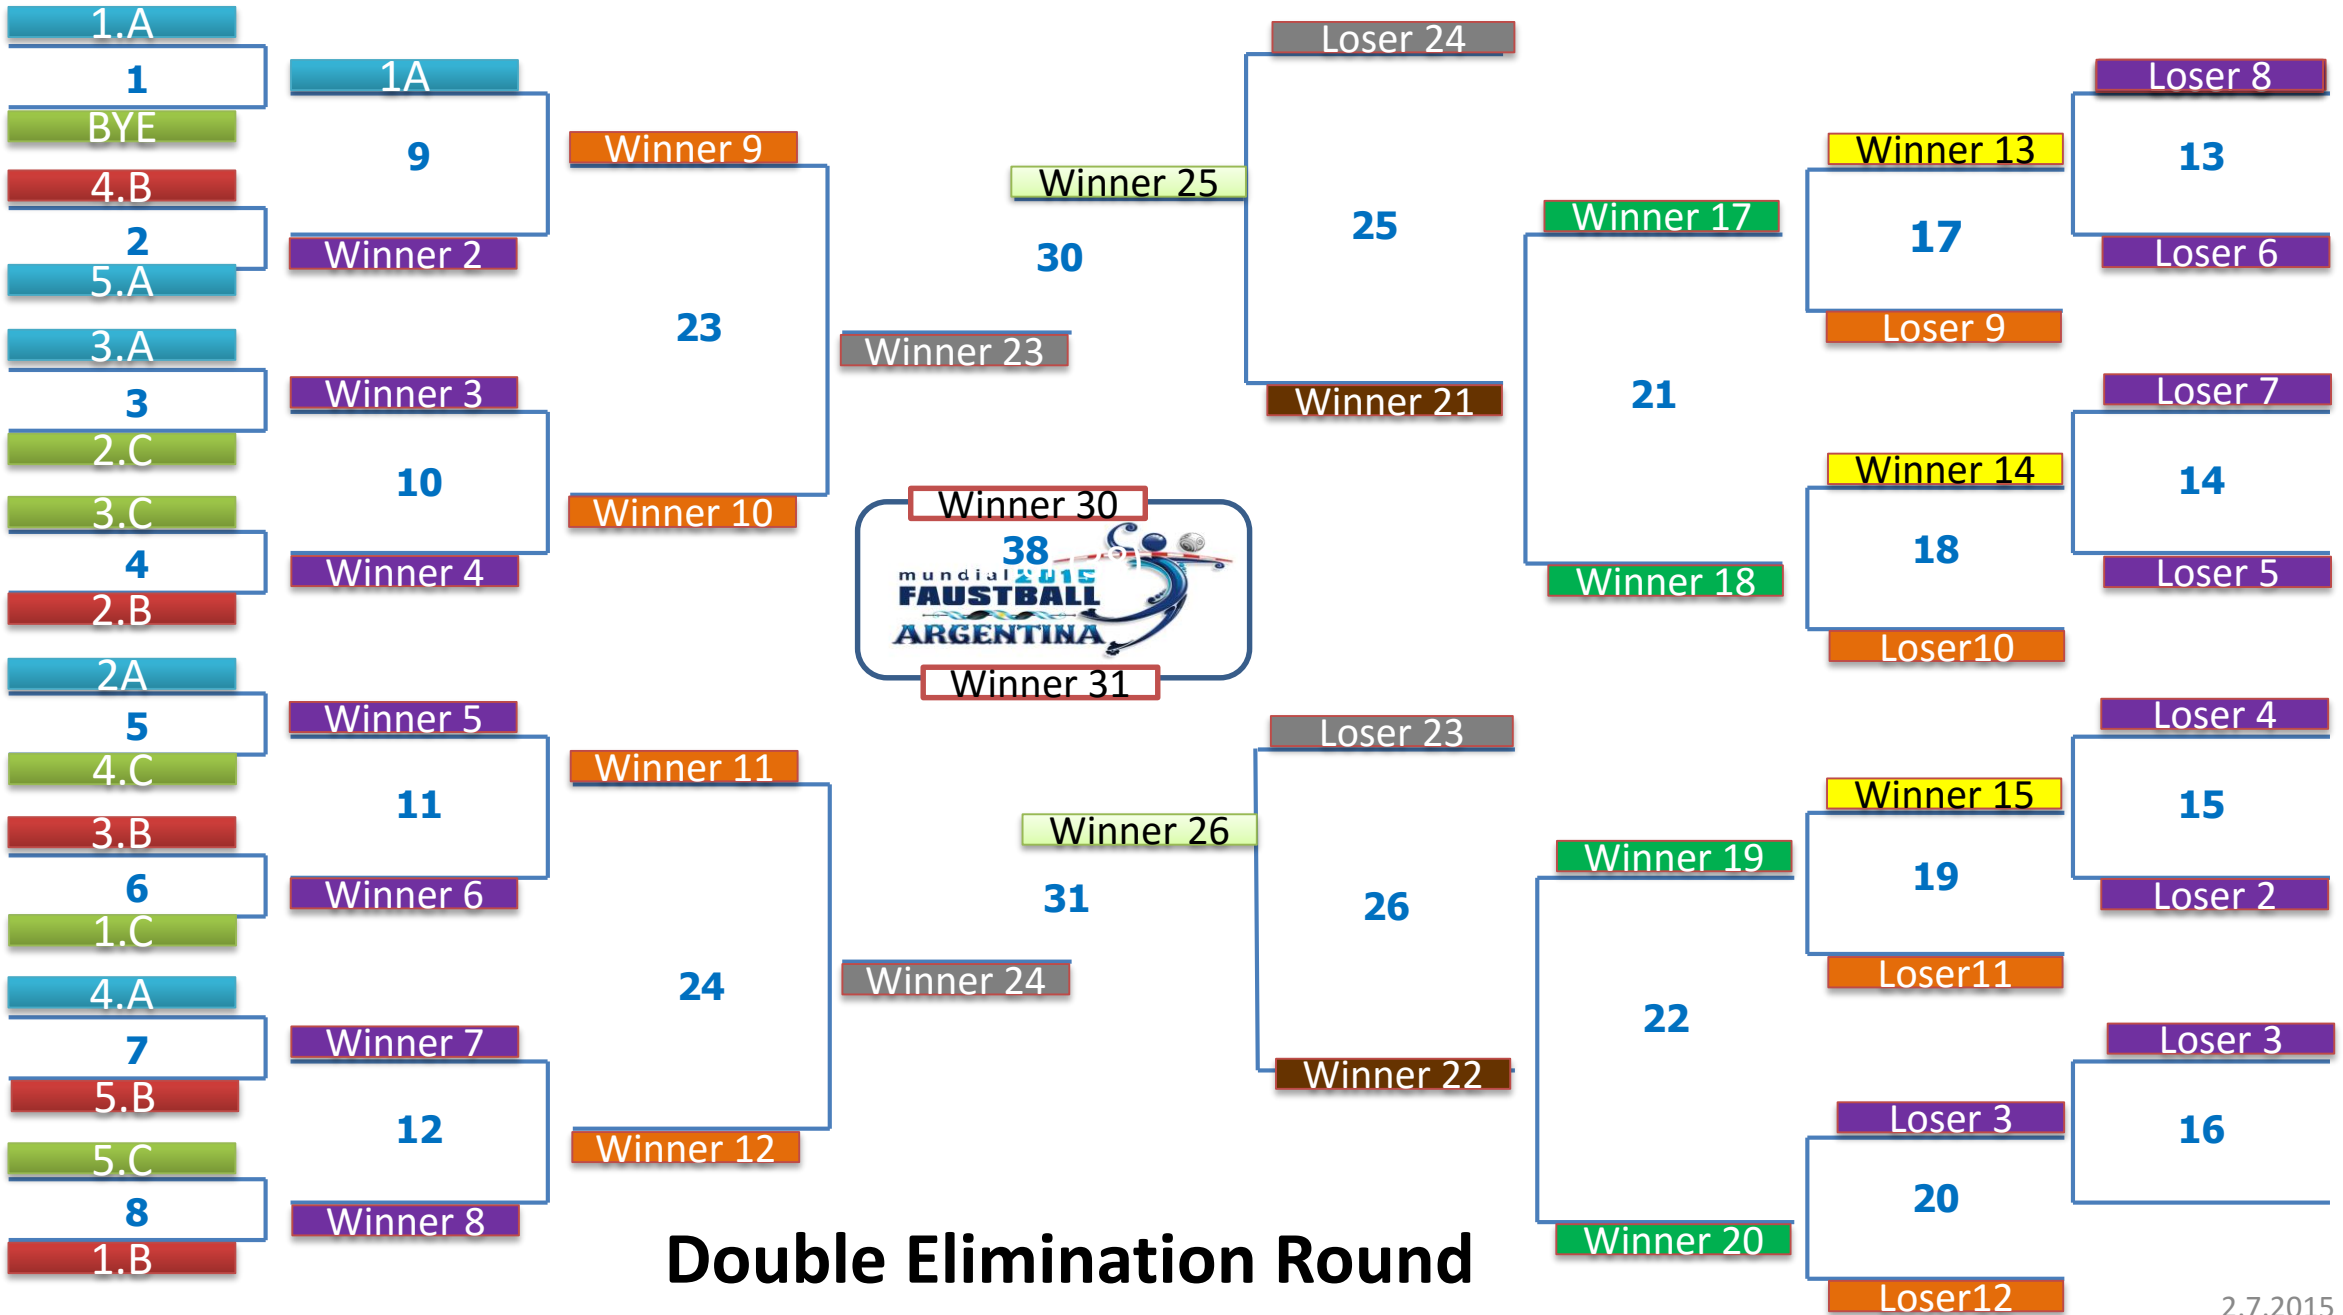 1.A
1
BYE
4.B
2
5.A
3.A
3
2.C
3.C
4
2.B
2A
5
4.C
3.B
6
1.C
4.A
7
5.B
5.C
8
1.B
1A
9
Winner 2
Winner 3
10
Winner 4
Winner 5
11
Winner 6
Winner 7
12
Winner 8
Winner 9
23
Winner 10
Winner 11
24
Winner 12
Winner 25
30
Winner 23
Winner 30
38
mundial 2015
FAUSTBALL
ARGENTINA
Winner 31
Winner 26
31
Winner 24
Loser 24
25
Winner 21
Loser 23
26
Winner 22
Winner 17
21
Winner 18
Winner 19
22
Winner 20
Winner 13
17
Loser 9
Winner 14
18
Loser10
Winner 15
19
Loser11
Loser 3
20
Loser12
Loser 8
13
Loser 6
Loser 7
14
Loser 5
Loser 4
15
Loser 2
Loser 3
16
Double Elimination Round
2.7.2015